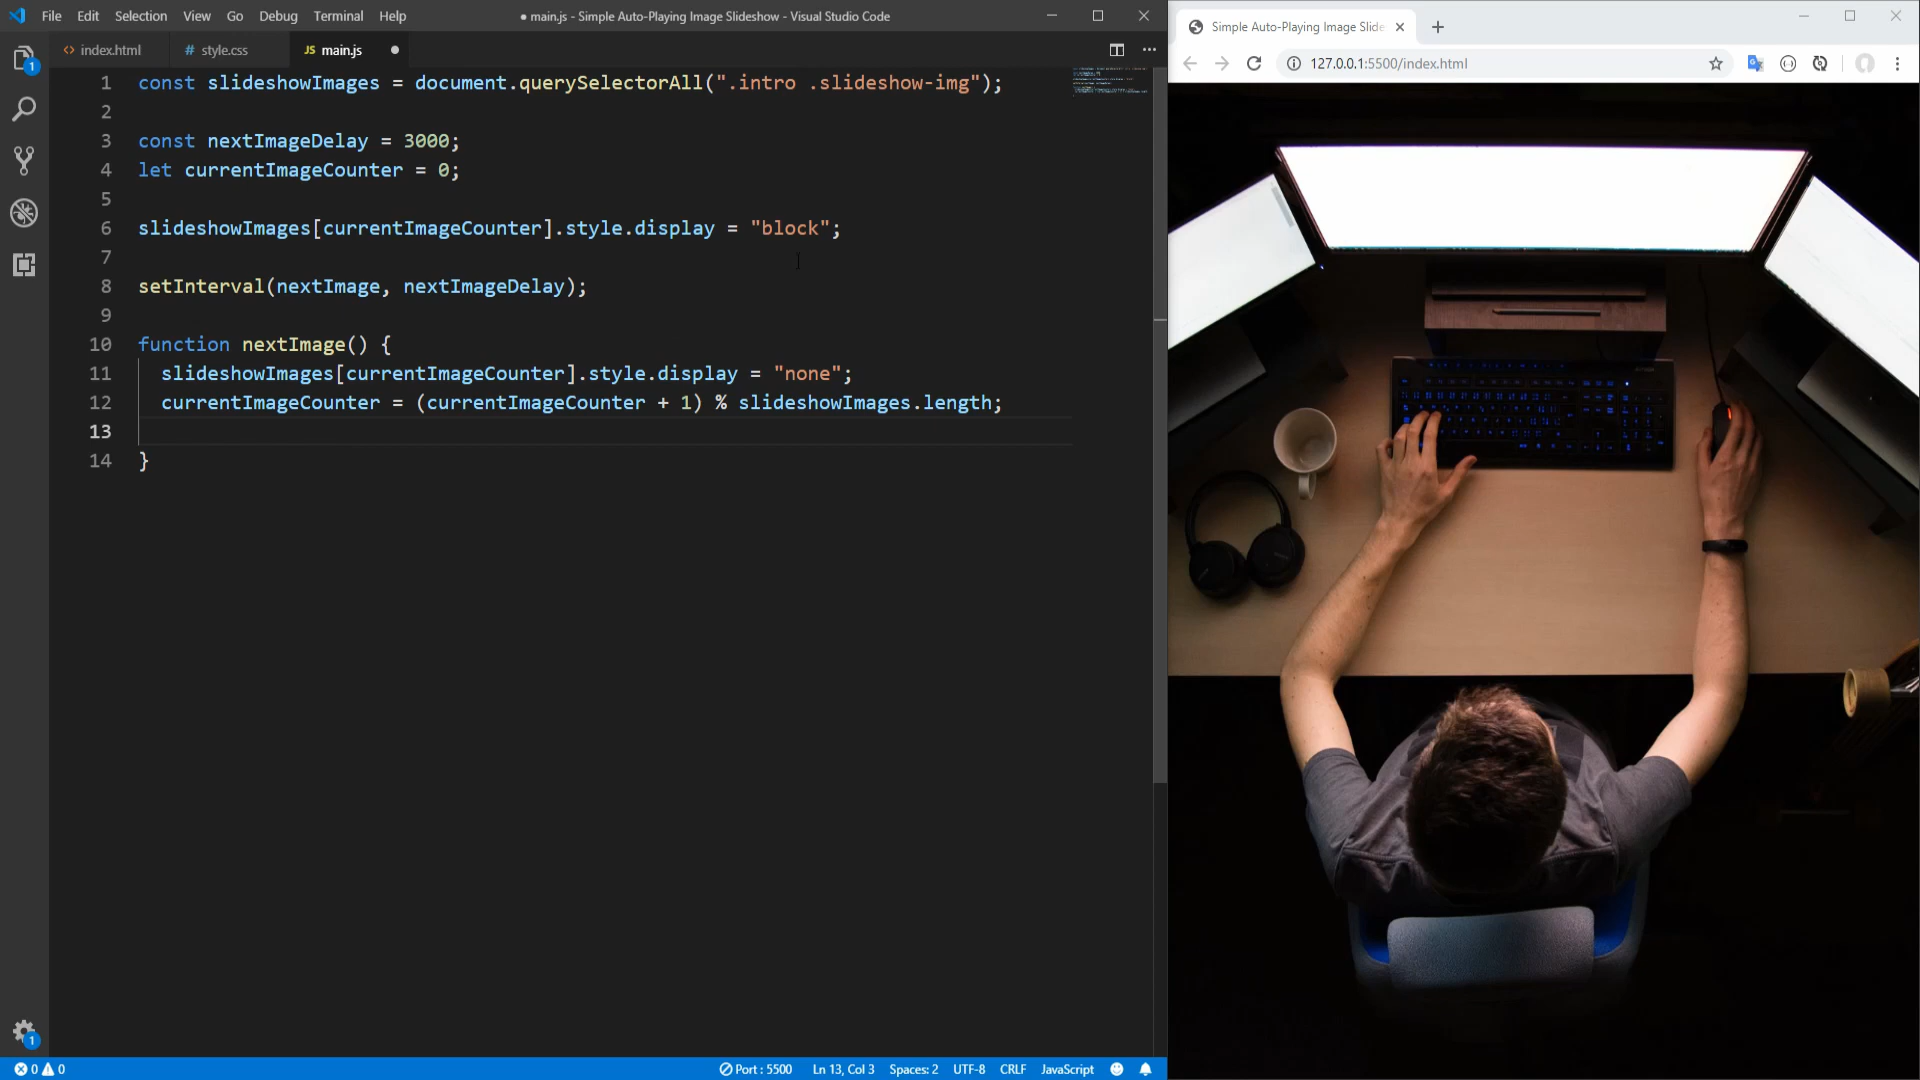 File Edit Selection View Go Debug Terminal Help ● main.js - Simple Auto-Playing Image Slideshow - Visual Studio Code
index.html # style.css JS main.js ●
1 const slideshowImages = document.querySelectorAll(".intro .slideshow-img");
2
3 const nextImageDelay = 3000;
4 let currentImageCounter = 0;
5
6 slideshowImages[currentImageCounter].style.display = "block";
7
8 setInterval(nextImage, nextImageDelay);
9
10 function nextImage() {
11 slideshowImages[currentImageCounter].style.display = "none";
12 currentImageCounter = (currentImageCounter + 1) % slideshowImages.length;
13
14 }
1
1
0 0
Port : 5500 Ln 13, Col 3 Spaces: 2 UTF-8 CRLF JavaScript
Simple Auto-Playing Image Slide
127.0.0.1:5500/index.html